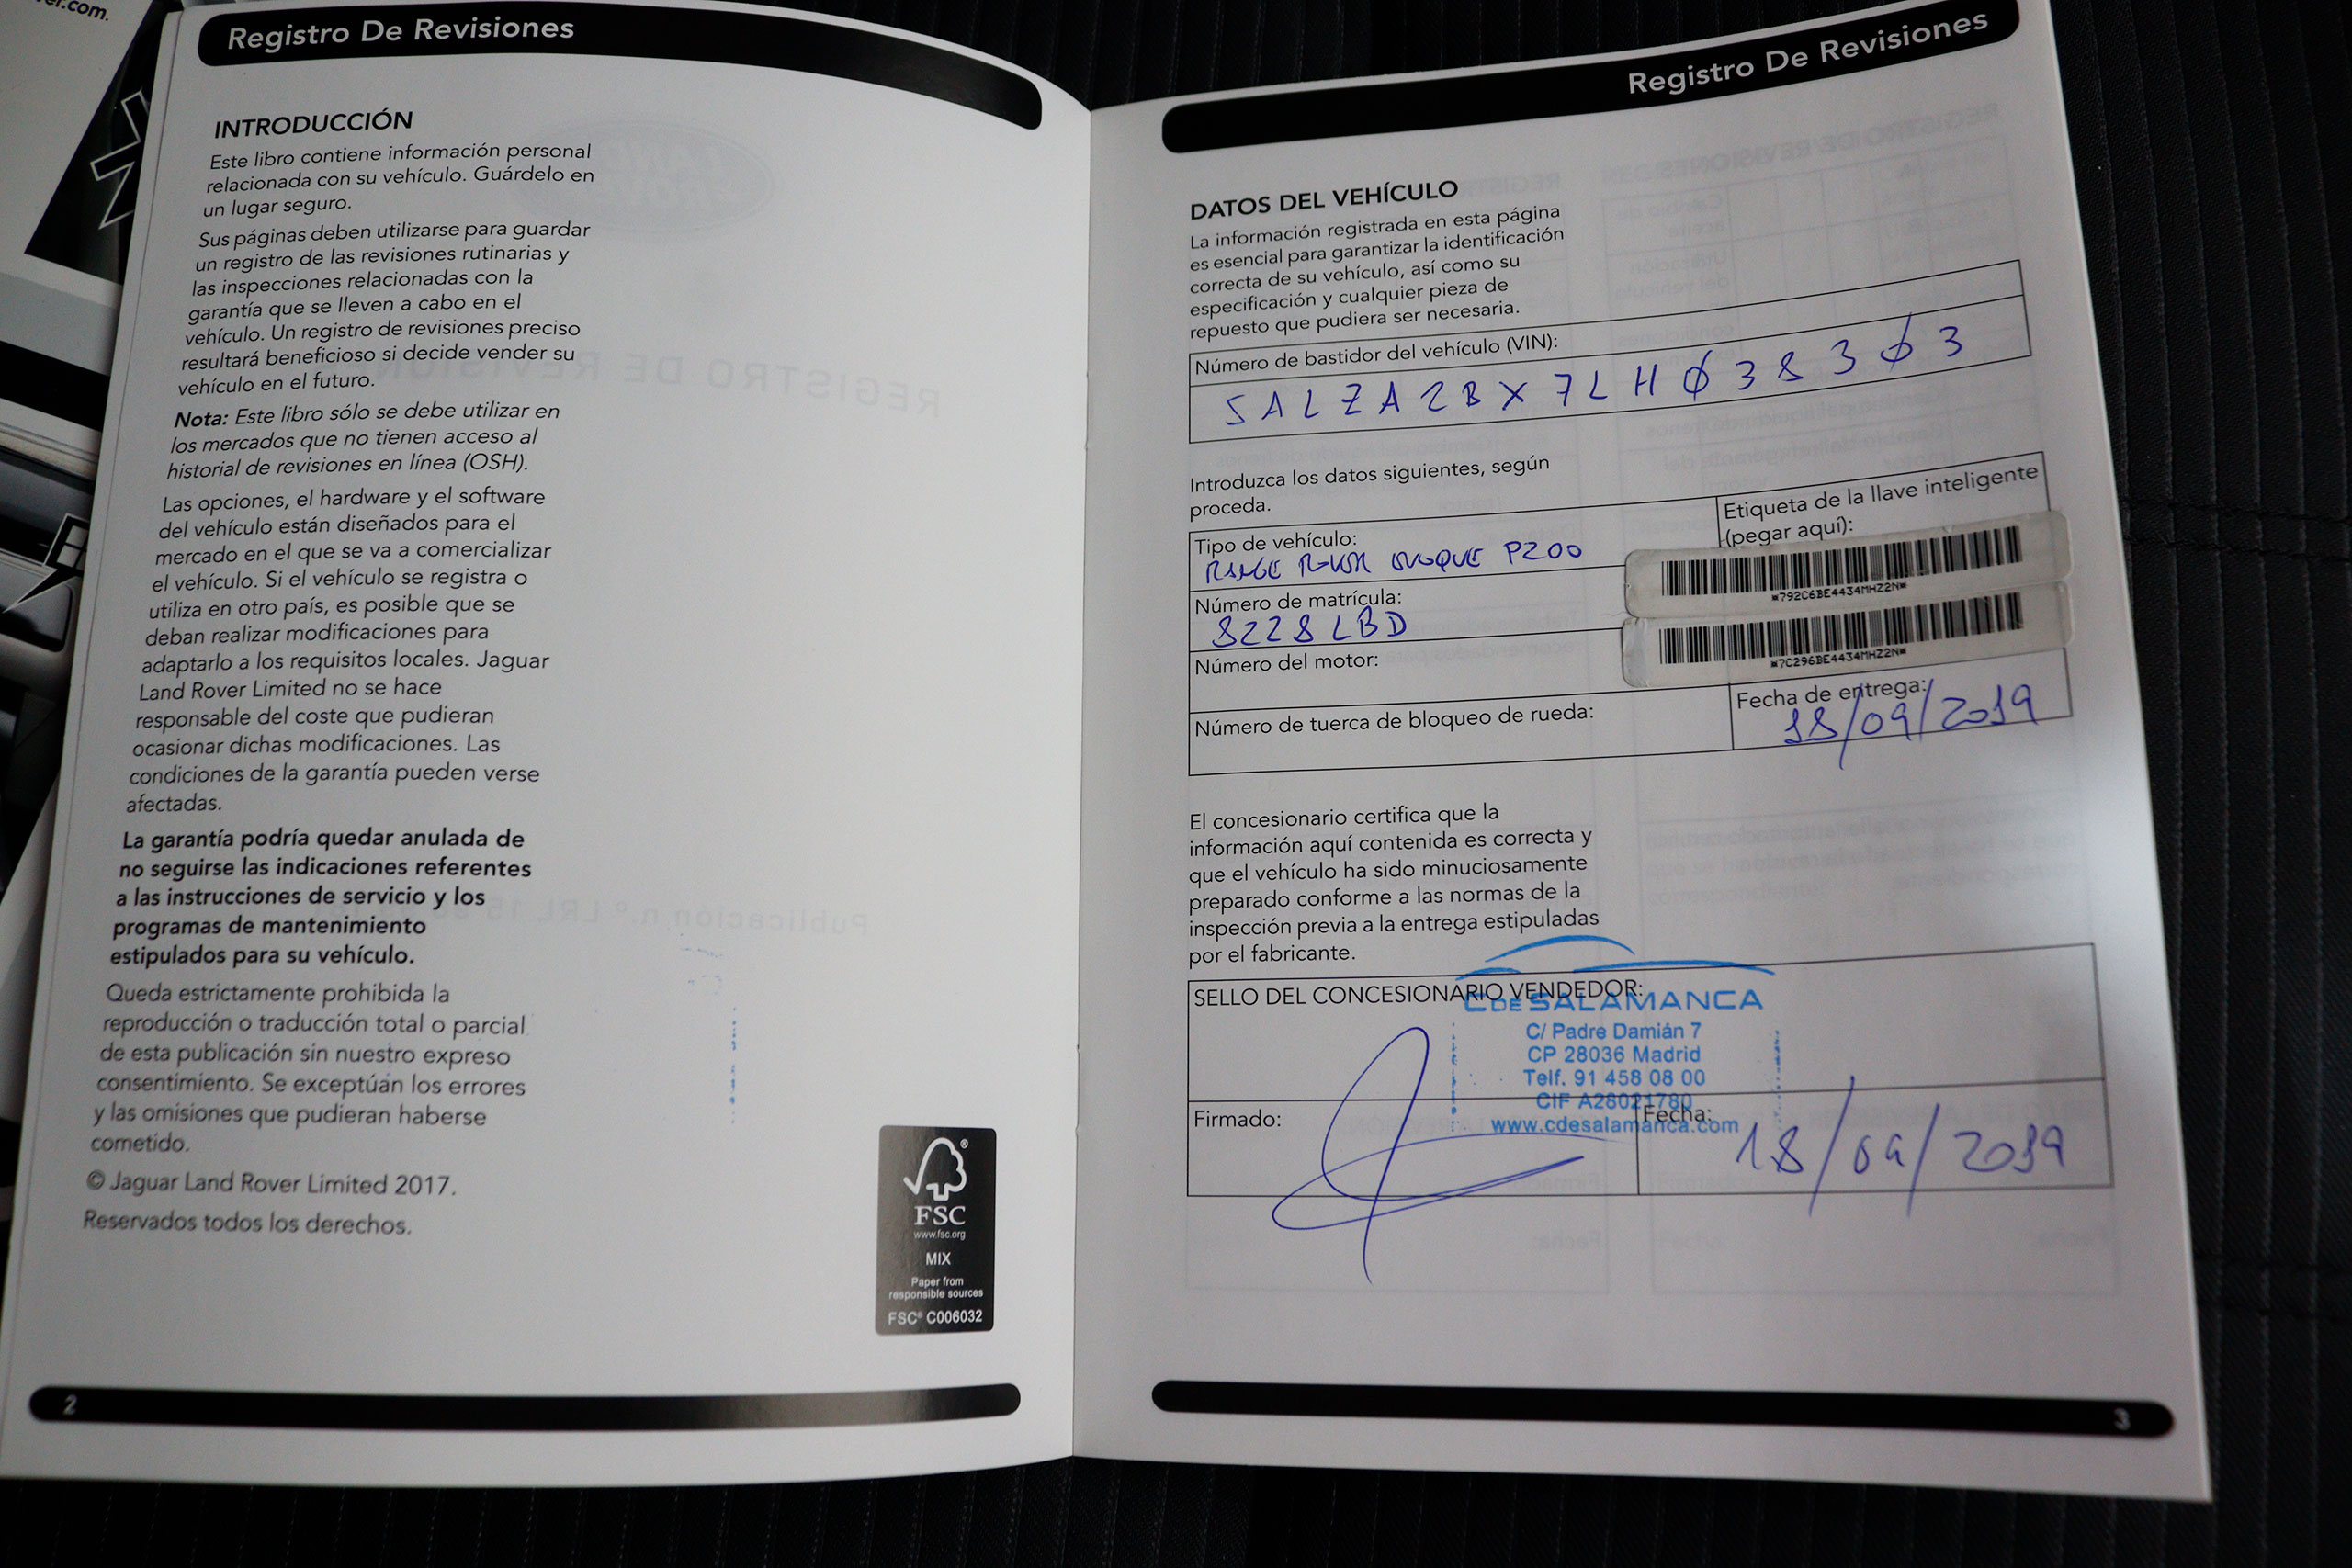 er.com.
Registro De Revisiones
INTRODUCCIÓN
Este libro contiene información personal
relacionada con su vehículo. Guárdelo en
un lugar seguro.
Sus páginas deben utilizarse para guardar
un registro de las revisiones rutinarias y
las inspecciones relacionadas con la
garantía que se lleven a cabo en el
vehículo. Un registro de revisiones preciso
resultará beneficioso si decide vender su
vehículo en el futuro.
Nota: Este libro sólo se debe utilizar en
los mercados que no tienen acceso al
historial de revisiones en línea (OSH).
Las opciones, el hardware y el software
del vehículo están diseñados para el
mercado en el que se va a comercializar
el vehículo. Si el vehículo se registra o
utiliza en otro país, es posible que se
deban realizar modificaciones para
adaptarlo a los requisitos locales. Jaguar
Land Rover Limited no se hace
responsable del coste que pudieran
ocasionar dichas modificaciones. Las
condiciones de la garantía pueden verse
afectadas.
La garantía podría quedar anulada de
no seguirse las indicaciones referentes
a las instrucciones de servicio y los
programas de mantenimiento
estipulados para su vehículo.
Queda estrictamente prohibida la
reproducción o traducción total o parcial
de esta publicación sin nuestro expreso
consentimiento. Se exceptúan los errores
y las omisiones que pudieran haberse
cometido.
© Jaguar Land Rover Limited 2017.
Reservados todos los derechos.
FSC
www.fsc.org
MIX
Paper from
responsible sources
FSC® C006032
2
Registro De Revisiones
DATOS DEL VEHÍCULO
La información registrada en esta página
es esencial para garantizar la identificación
correcta de su vehículo, así como su
especificación y cualquier pieza de
repuesto que pudiera ser necesaria.
Número de bastidor del vehículo (VIN):
SALZA2BX7LH038303
Introduzca los datos siguientes, según
proceda.
Tipo de vehículo:
RANGE ROVER EVOQUE P200
Etiqueta de la llave inteligente
(pegar aquí):
*792C6BE4434MHZ2N*
*7C296BE4434MHZ2N*
Número de matrícula:
8228 LBD
Número del motor:
Número de tuerca de bloqueo de rueda:
Fecha de entrega:
18/09/2019
El concesionario certifica que la
información aquí contenida es correcta y
que el vehículo ha sido minuciosamente
preparado conforme a las normas de la
inspección previa a la entrega estipuladas
por el fabricante.
SELLO DEL CONCESIONARIO VENDEDOR:
C DE SALAMANCA
C/ Padre Damián 7
CP 28036 Madrid
Telf. 91 458 08 00
CIF A28021780
www.cdesalamanca.com
Firmado:
Fecha:
18/09/2019
3